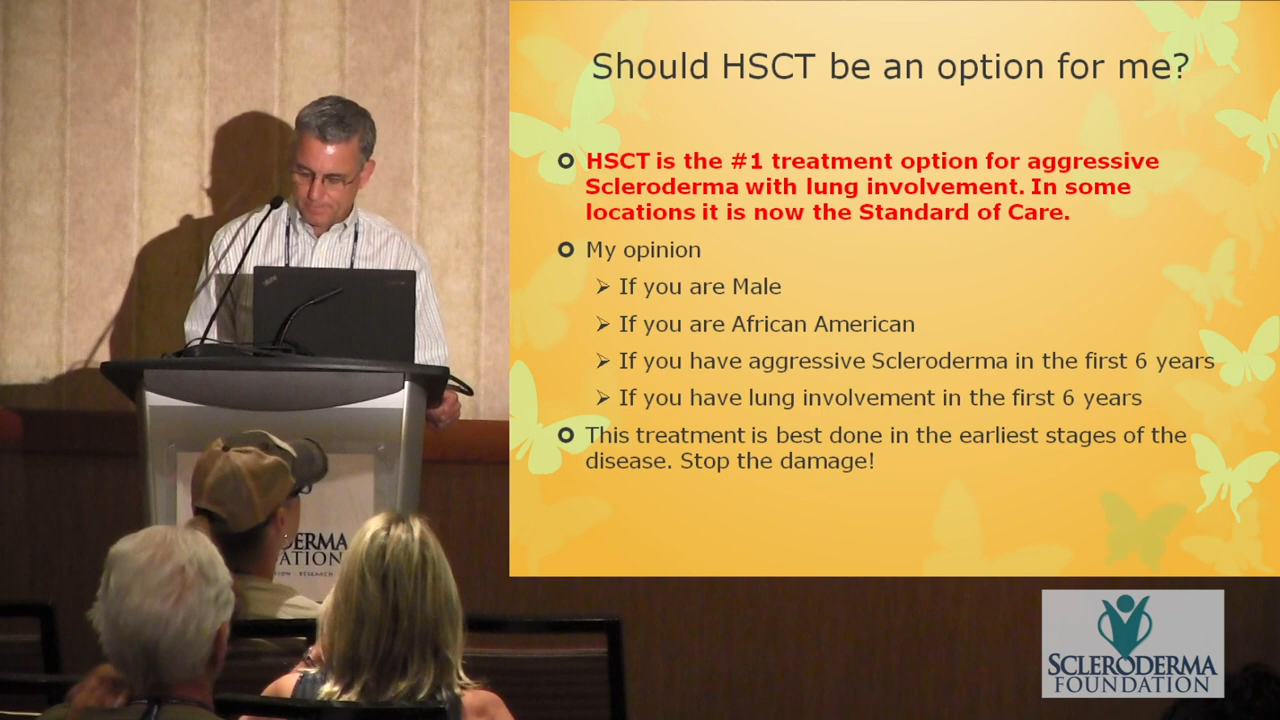 Should HSCT be an option for me?
HSCT is the #1 treatment option for aggressive
Scleroderma with lung involvement. In some
locations it is now the Standard of Care.
My opinion
If you are Male
If you are African American
If you have aggressive Scleroderma in the first 6 years
If you have lung involvement in the first 6 years
This treatment is best done in the earliest stages of the
disease. Stop the damage!
SCLERODERMA
FOUNDATION